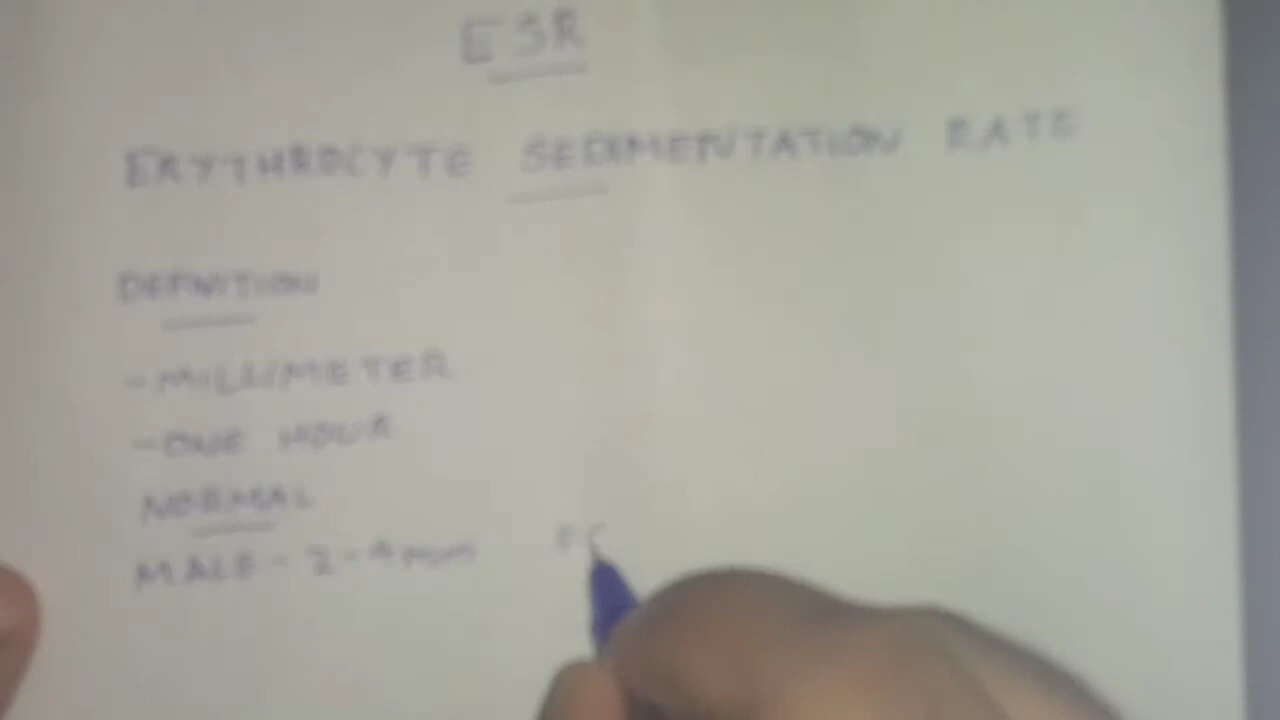 ESR
ERYTHROCYTE SEDIMENTATION RATE
DEFINITION
-MILLIMETER
-ONE HOUR
NORMAL
MALE - 2-4mm